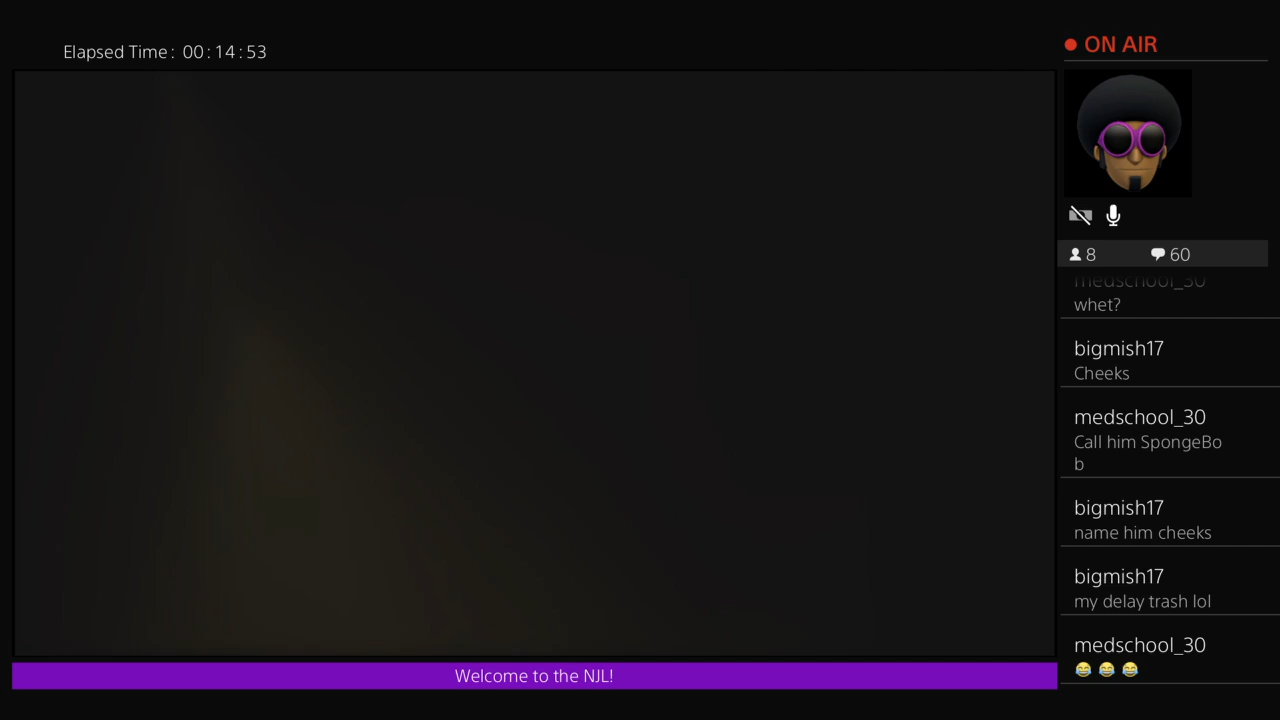 Elapsed Time: 00:14:53
ON AIR
8 60
medschool_30
whet?
bigmish17
Cheeks
medschool_30
Call him SpongeBo
b
bigmish17
name him cheeks
bigmish17
my delay trash lol
medschool_30
😂 😂 😂
Welcome to the NJL!